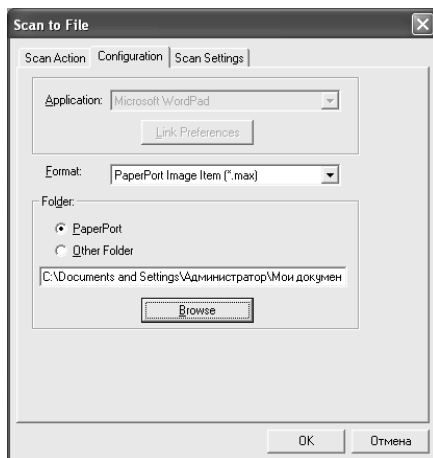 Scan to File
Scan Action Configuration Scan Settings
Application: Microsoft WordPad
Link Preferences
Format: PaperPort Image Item (*.max)
Folder:
PaperPort
Other Folder
C:\Documents and Settings\Администратор\Мои докумен
Browse
OK Отмена